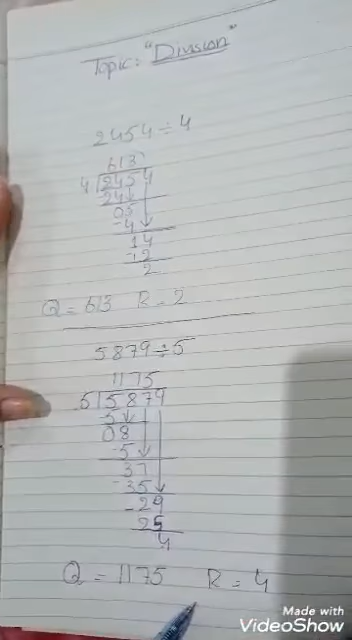 Topic: "Division"
2454 ÷ 4
613
4 2454
24
05
-4
14
-12
2
Q = 613 R = 2
5879 ÷ 5
1175
5 5879
-5
08
-5
37
-35
-29
25
4
Q = 1175 R = 4
Made with
VideoShow